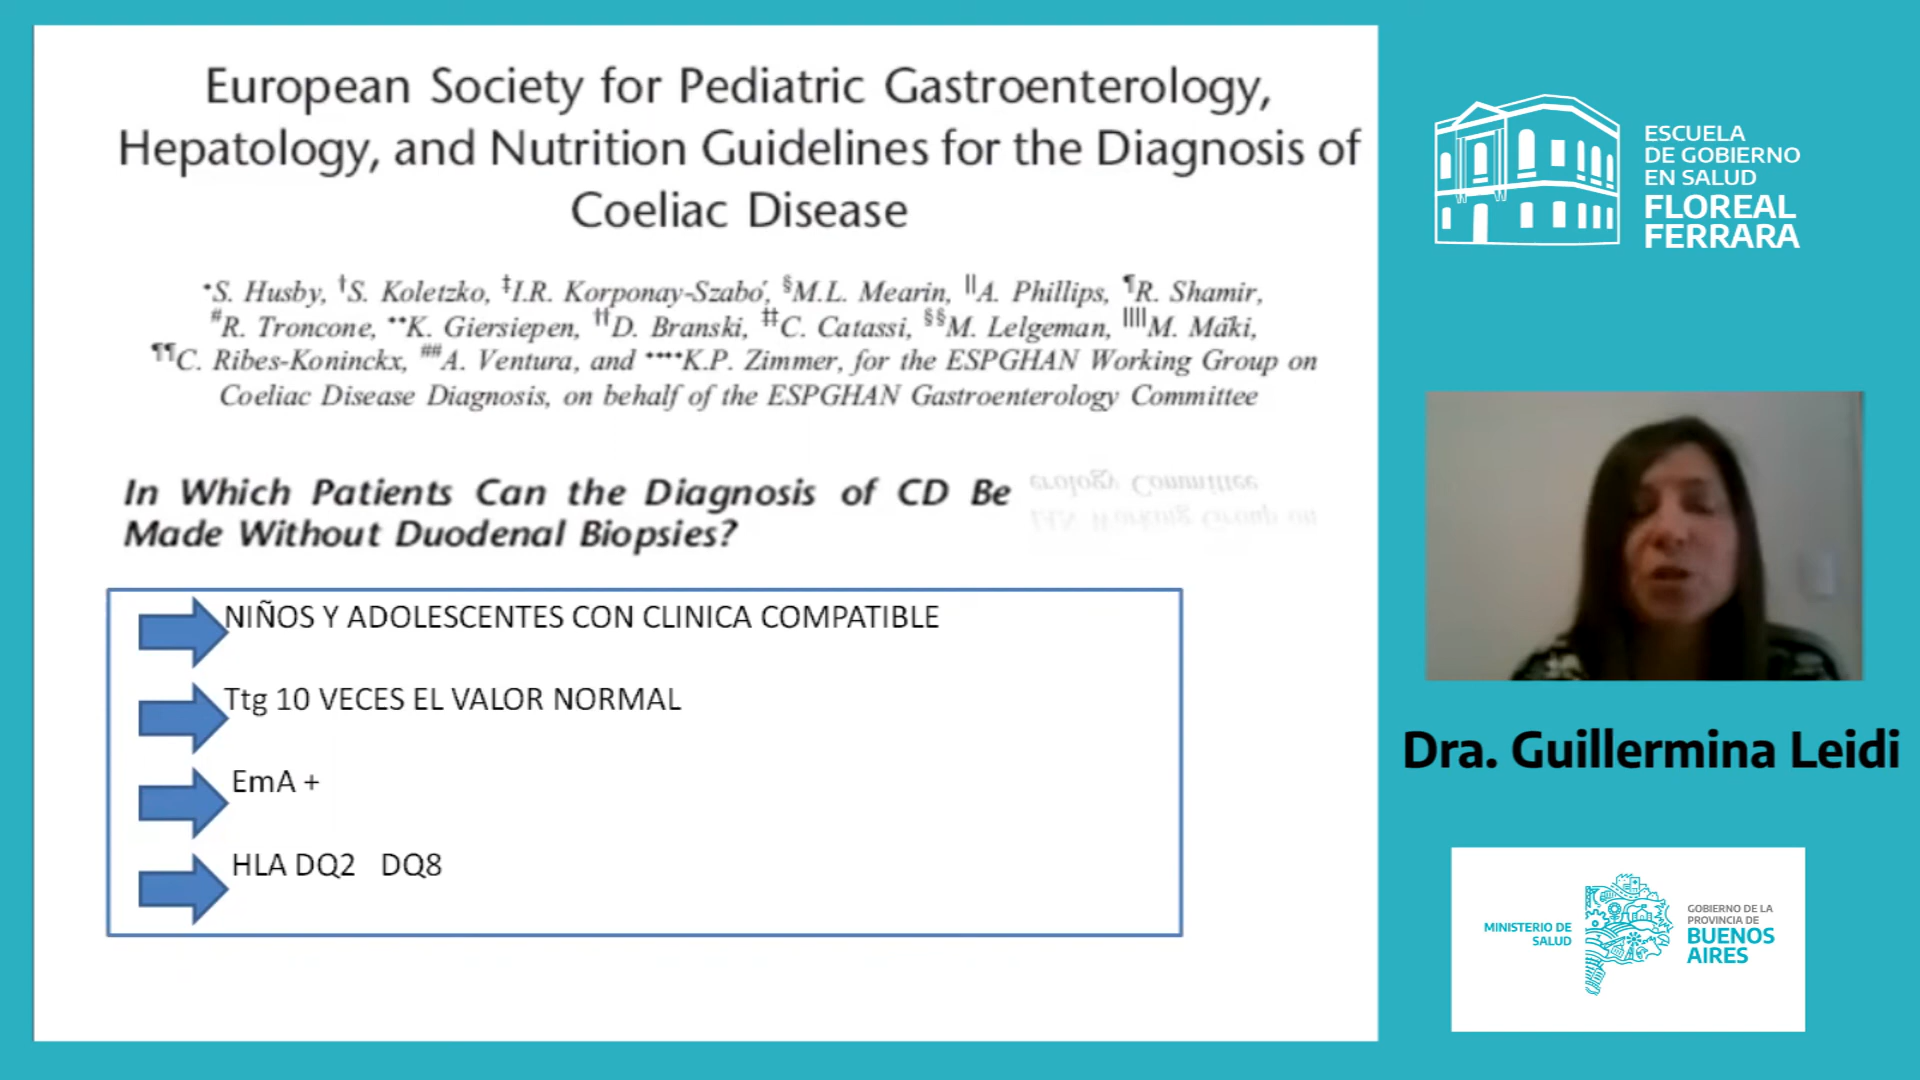 European Society for Pediatric Gastroenterology,
Hepatology, and Nutrition Guidelines for the Diagnosis of
Coeliac Disease
*S. Husby, †S. Koletzko, ‡I.R. Korponay-Szabó, §M.L. Mearin, ||A. Phillips, ¶R. Shamir,
#R. Troncone, **K. Giersiepen, ††D. Branski, ‡‡C. Catassi, §§M. Lelgeman, ||||M. Mäki,
¶¶C. Ribes-Koninckx, ##A. Ventura, and ****K.P. Zimmer, for the ESPGHAN Working Group on
Coeliac Disease Diagnosis, on behalf of the ESPGHAN Gastroenterology Committee
In Which Patients Can the Diagnosis of CD Be
Made Without Duodenal Biopsies?
NIÑOS Y ADOLESCENTES CON CLINICA COMPATIBLE
Ttg 10 VECES EL VALOR NORMAL
EmA +
HLA DQ2 DQ8
ESCUELA
DE GOBIERNO
EN SALUD
FLOREAL
FERRARA
Dra. Guillermina Leidi
MINISTERIO DE
SALUD
GOBIERNO DE LA
PROVINCIA DE
BUENOS
AIRES